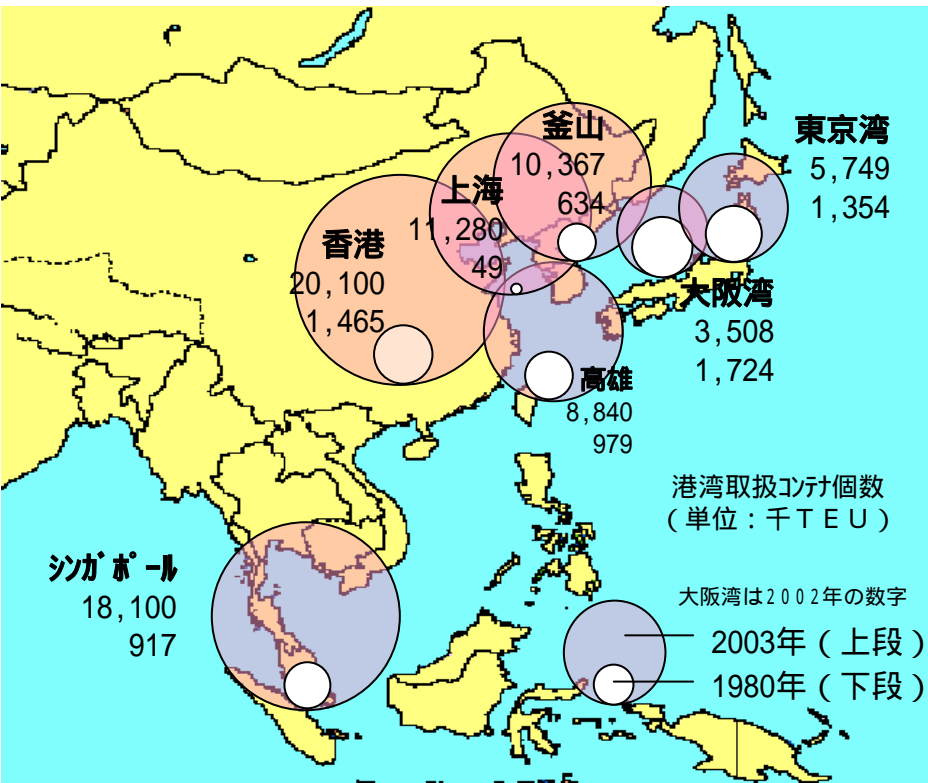 釜山
10,367
634
東京湾
5,749
1,354
上海
11,280
49
香港
20,100
1,465
大阪湾
3,508
1,724
高雄
8,840
979
港湾取扱ｺﾝﾃﾅ個数
（単位：千ＴＥＵ）
ｼﾝｶﾞﾎﾟｰﾙ
18,100
917
大阪湾は２００２年の数字
2003年（上段）
1980年（下段）